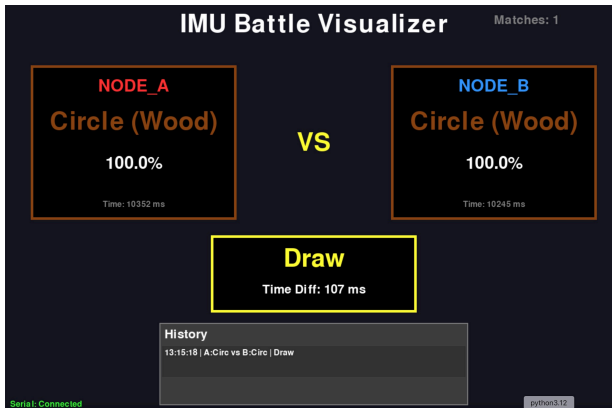 IMU Battle Visualizer
Matches: 1
NODE_A
Circle (Wood)
100.0%
Time: 10352 ms
VS
NODE_B
Circle (Wood)
100.0%
Time: 10245 ms
Draw
Time Diff: 107 ms
History
13:15:18 | A:Circ vs B:Circ | Draw
Serial: Connected
python3.12